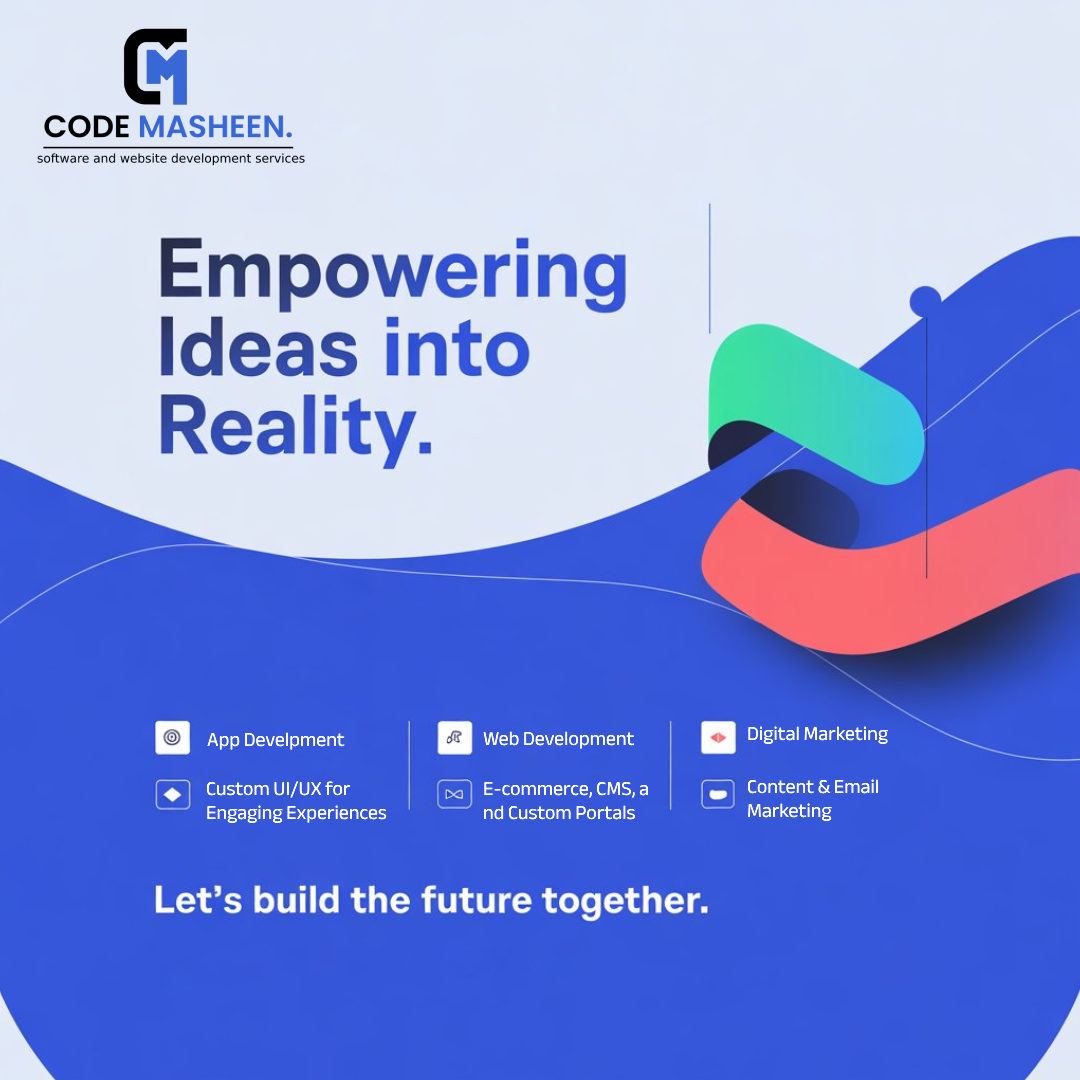 CODE MASHEEN.
software and website development services
Empowering
Ideas into
Reality.
App Develpment
Custom UI/UX for
Engaging Experiences
Web Development
E-commerce, CMS, a
nd Custom Portals
Digital Marketing
Content & Email
Marketing
Let's build the future together.